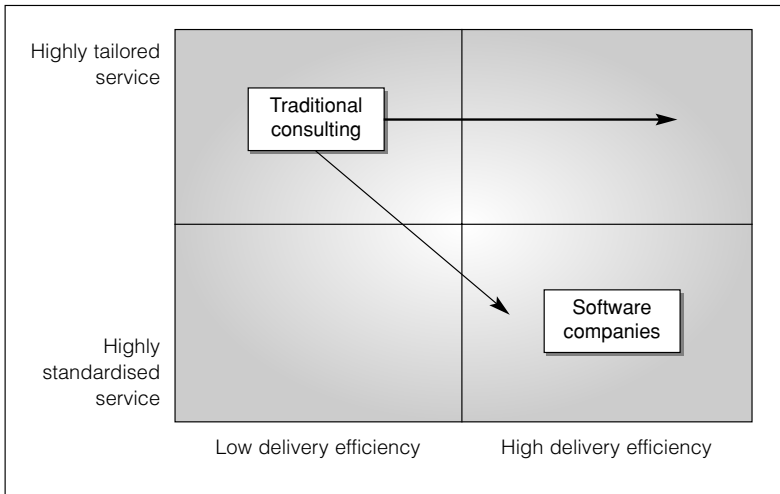 Highly tailored
service
Traditional
consulting
Software
companies
Highly
standardised
service
Low delivery efficiency
High delivery efficiency